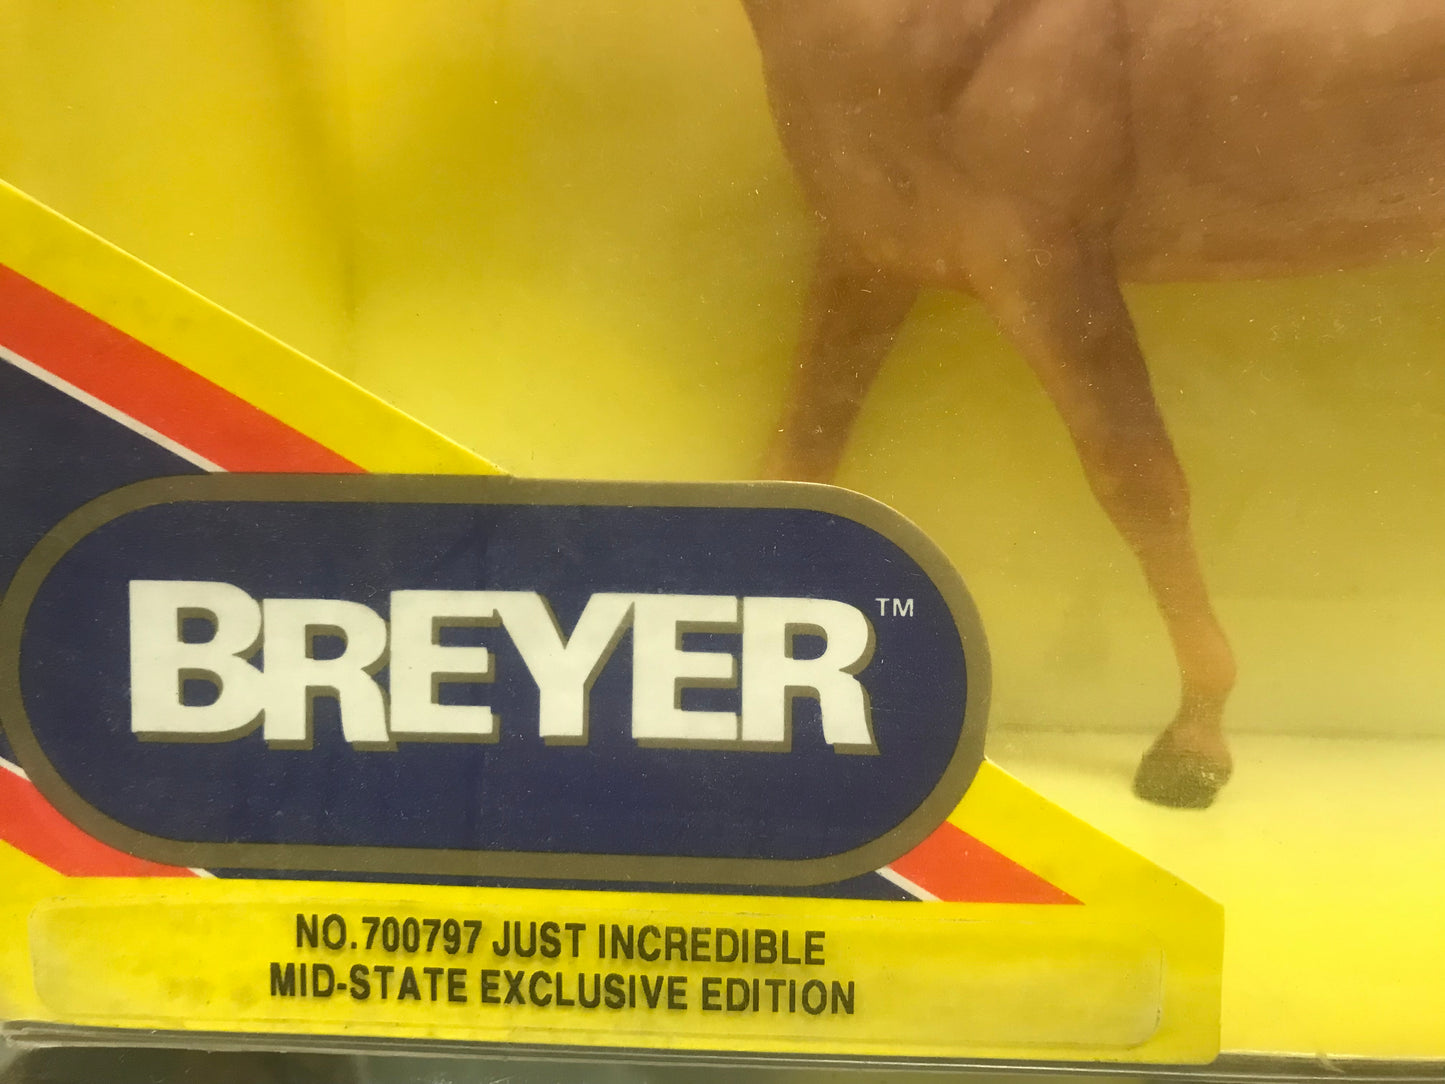 BREYER™
NO.700797 JUST INCREDIBLE
MID-STATE EXCLUSIVE EDITION